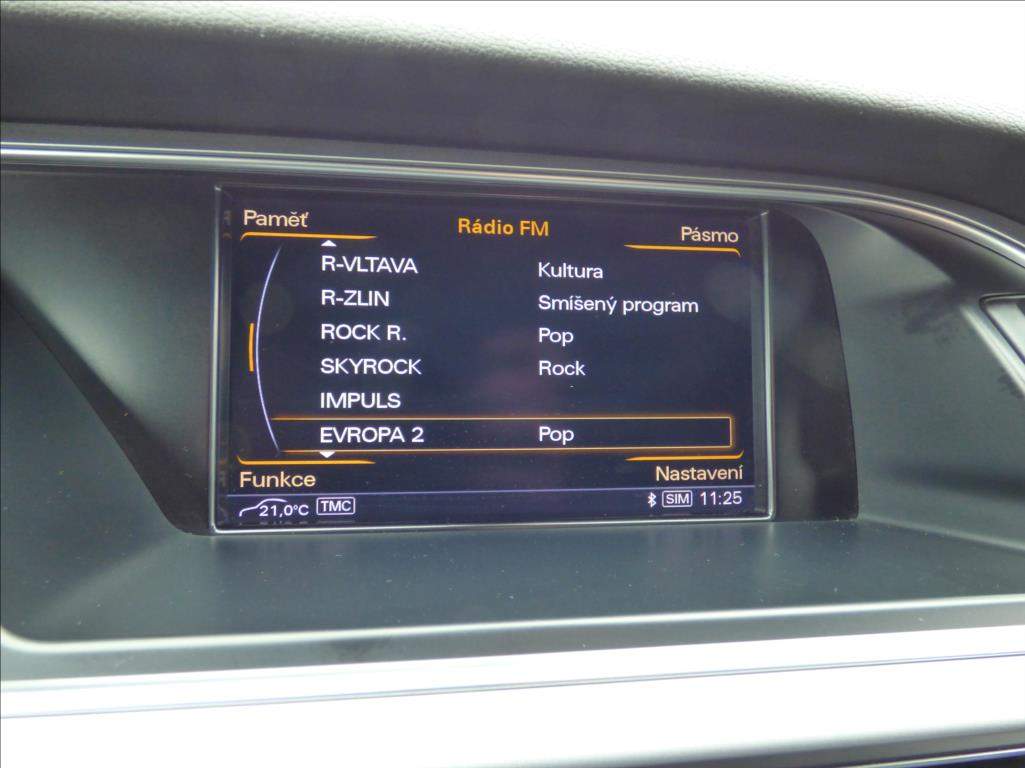 Paměť Rádio FM Pásmo
R-VLTAVA Kultura
R-ZLIN Smíšený program
ROCK R. Pop
SKYROCK Rock
IMPULS
EVROPA 2 Pop
Funkce Nastavení
21,0°C TMC SIM 11:25